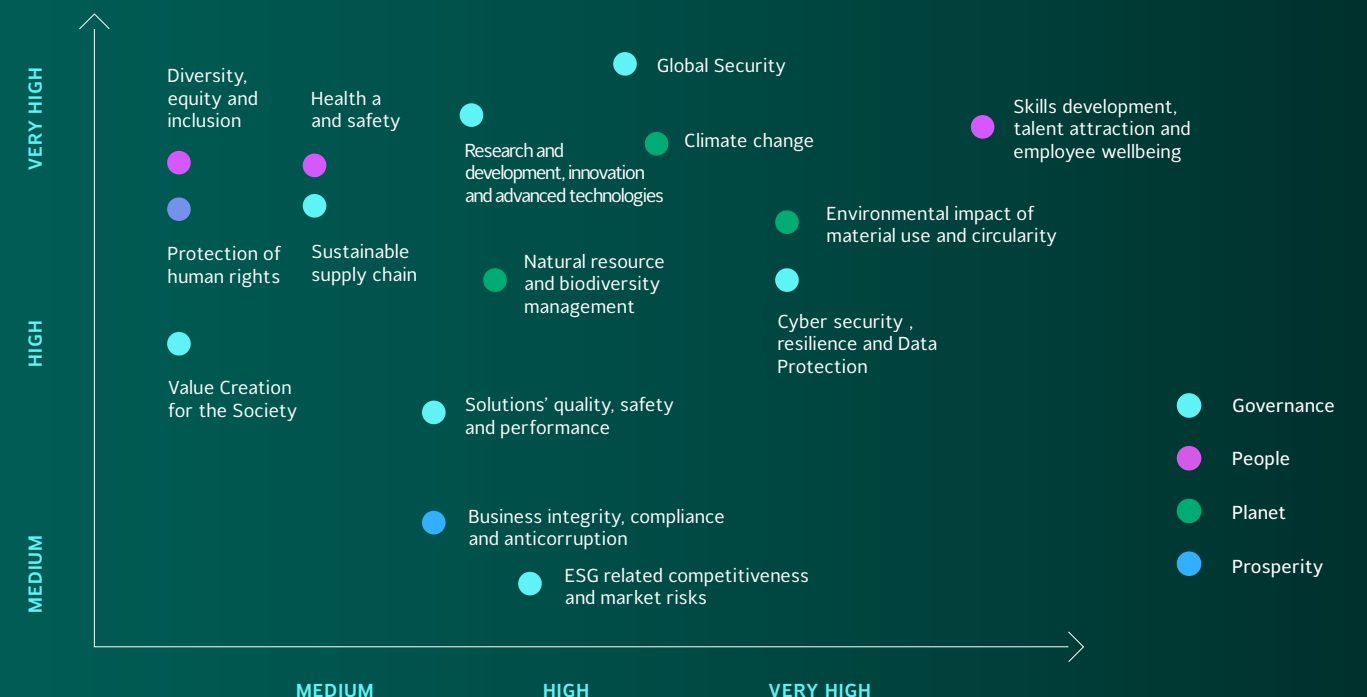 VERY HIGH
HIGH
MEDIUM
Diversity,
equity and
inclusion
Health a
and safety
Global Security
Research and
development, innovation
and advanced technologies
Climate change
Skills development,
talent attraction and
employee wellbeing
Protection of
human rights
Sustainable
supply chain
Environmental impact of
material use and circularity
Natural resource
and biodiversity
management
Cyber security ,
resilience and Data
Protection
Value Creation
for the Society
Solutions’ quality, safety
and performance
Business integrity, compliance
and anticorruption
ESG related competitiveness
and market risks
Governance
People
Planet
Prosperity
MEDIUM
HIGH
VERY HIGH